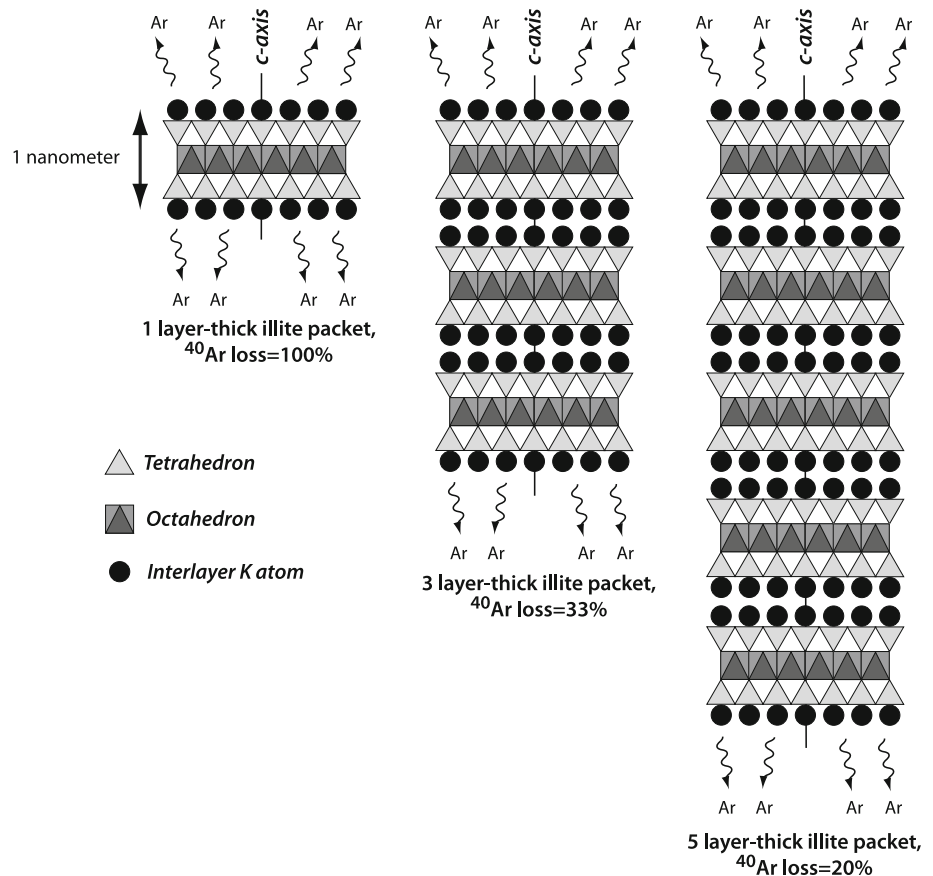 Ar Ar c-axis Ar Ar
1 nanometer
Ar Ar Ar Ar
1 layer-thick illite packet,
⁴⁰Ar loss=100%
Tetrahedron
Octahedron
Interlayer K atom
Ar Ar c-axis Ar Ar
Ar Ar Ar Ar
3 layer-thick illite packet,
⁴⁰Ar loss=33%
Ar Ar c-axis Ar Ar
Ar Ar Ar Ar
5 layer-thick illite packet,
⁴⁰Ar loss=20%